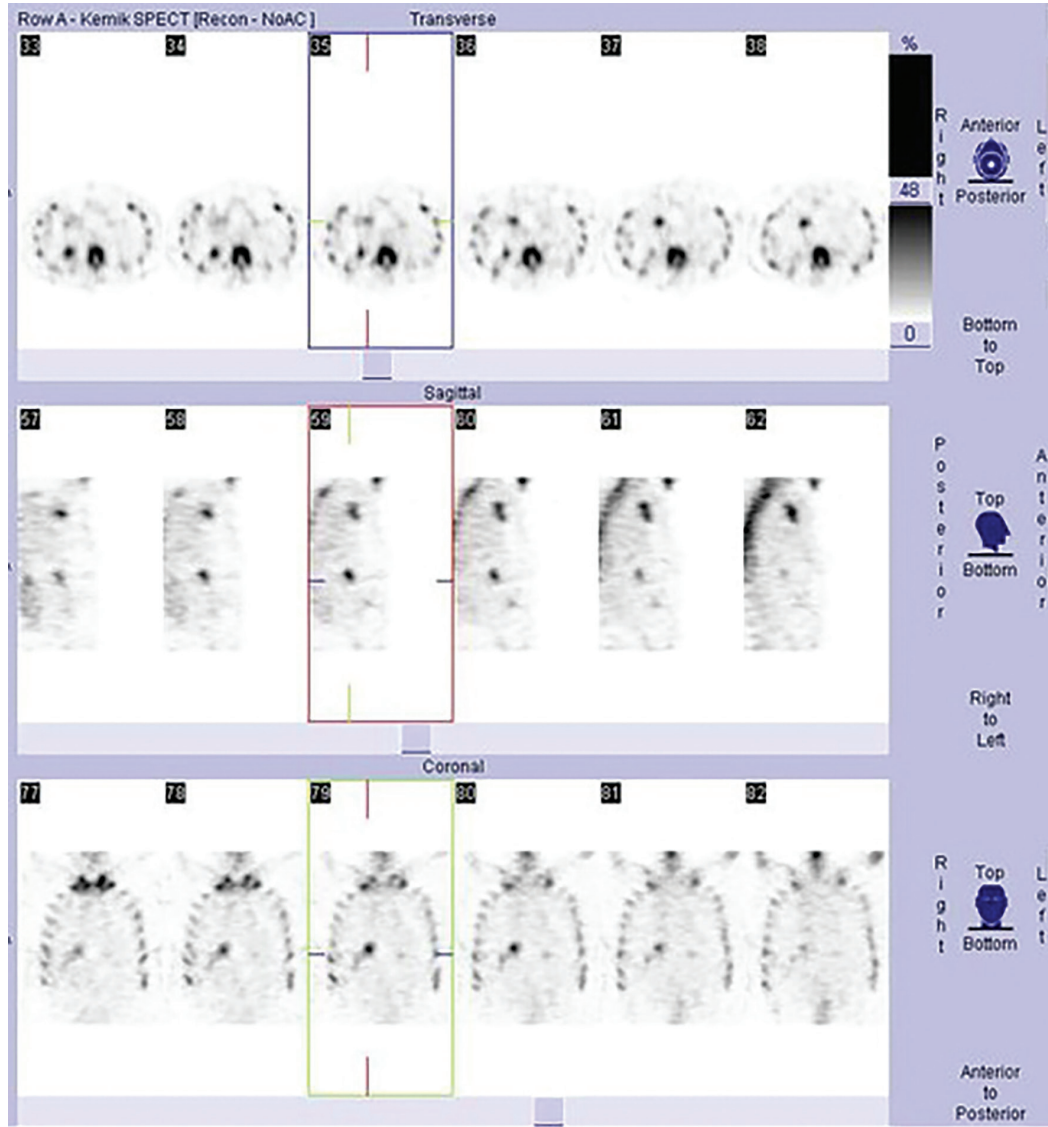 Row A - Kemik SPECT [Recon - NoAC ]
Transverse
33 34 35 36 37 38
%
48
0
Right
Anterior
Posterior
Left
Bottom
to
Top
Sagittal
57 58 59 60 61 62
Posterior
Top
Bottom
Anterior
Right
to
Left
Coronal
77 78 79 80 81 82
Right
Top
Bottom
Left
Anterior
to
Posterior